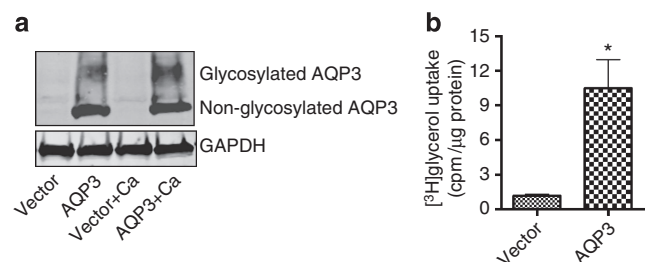 a
Glycosylated AQP3
Non-glycosylated AQP3
GAPDH
Vector
AQP3
Vector+Ca
AQP3+Ca
b
[³H]glycerol uptake
(cpm/µg protein)
15
12
9
6
3
0
*
Vector
AQP3